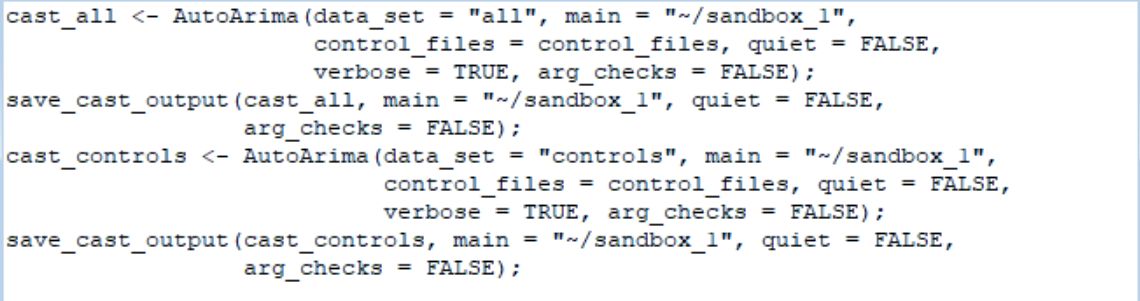 cast_all <- AutoArima(data_set = "all", main = "~/sandbox_1",
control_files = control_files, quiet = FALSE,
verbose = TRUE, arg_checks = FALSE);
save_cast_output(cast_all, main = "~/sandbox_1", quiet = FALSE,
arg_checks = FALSE);
cast_controls <- AutoArima(data_set = "controls", main = "~/sandbox_1",
control_files = control_files, quiet = FALSE,
verbose = TRUE, arg_checks = FALSE);
save_cast_output(cast_controls, main = "~/sandbox_1", quiet = FALSE,
arg_checks = FALSE);